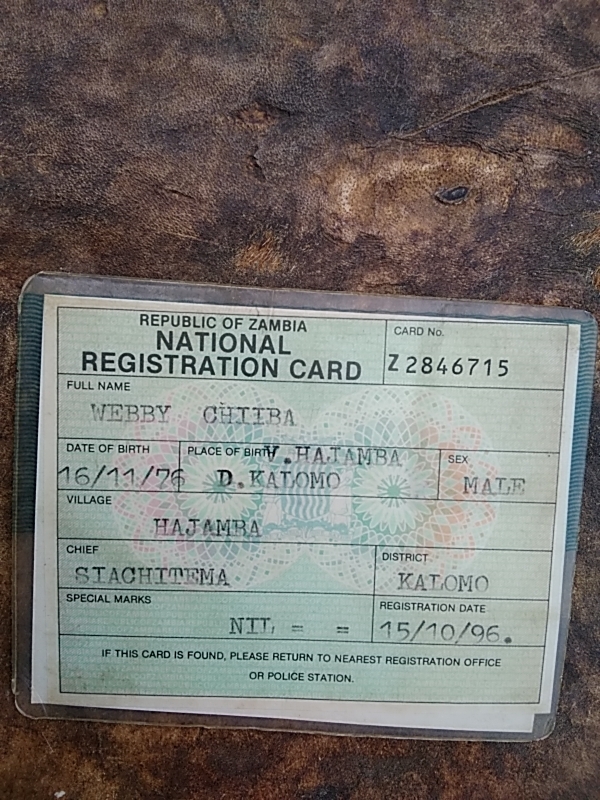 REPUBLIC OF ZAMBIA
NATIONAL
REGISTRATION CARD
CARD No.
Z 2846715
FULL NAME
WEBBY CHIIBA
DATE OF BIRTH
16/11/76
PLACE OF BIRTH
V.HAJAMBA
D.KALOMO
SEX
MALE
VILLAGE
HAJAMBA
CHIEF
SIACHITEMA
DISTRICT
KALOMO
SPECIAL MARKS
NIL = =
REGISTRATION DATE
15/10/96.
IF THIS CARD IS FOUND, PLEASE RETURN TO NEAREST REGISTRATION OFFICE
OR POLICE STATION.